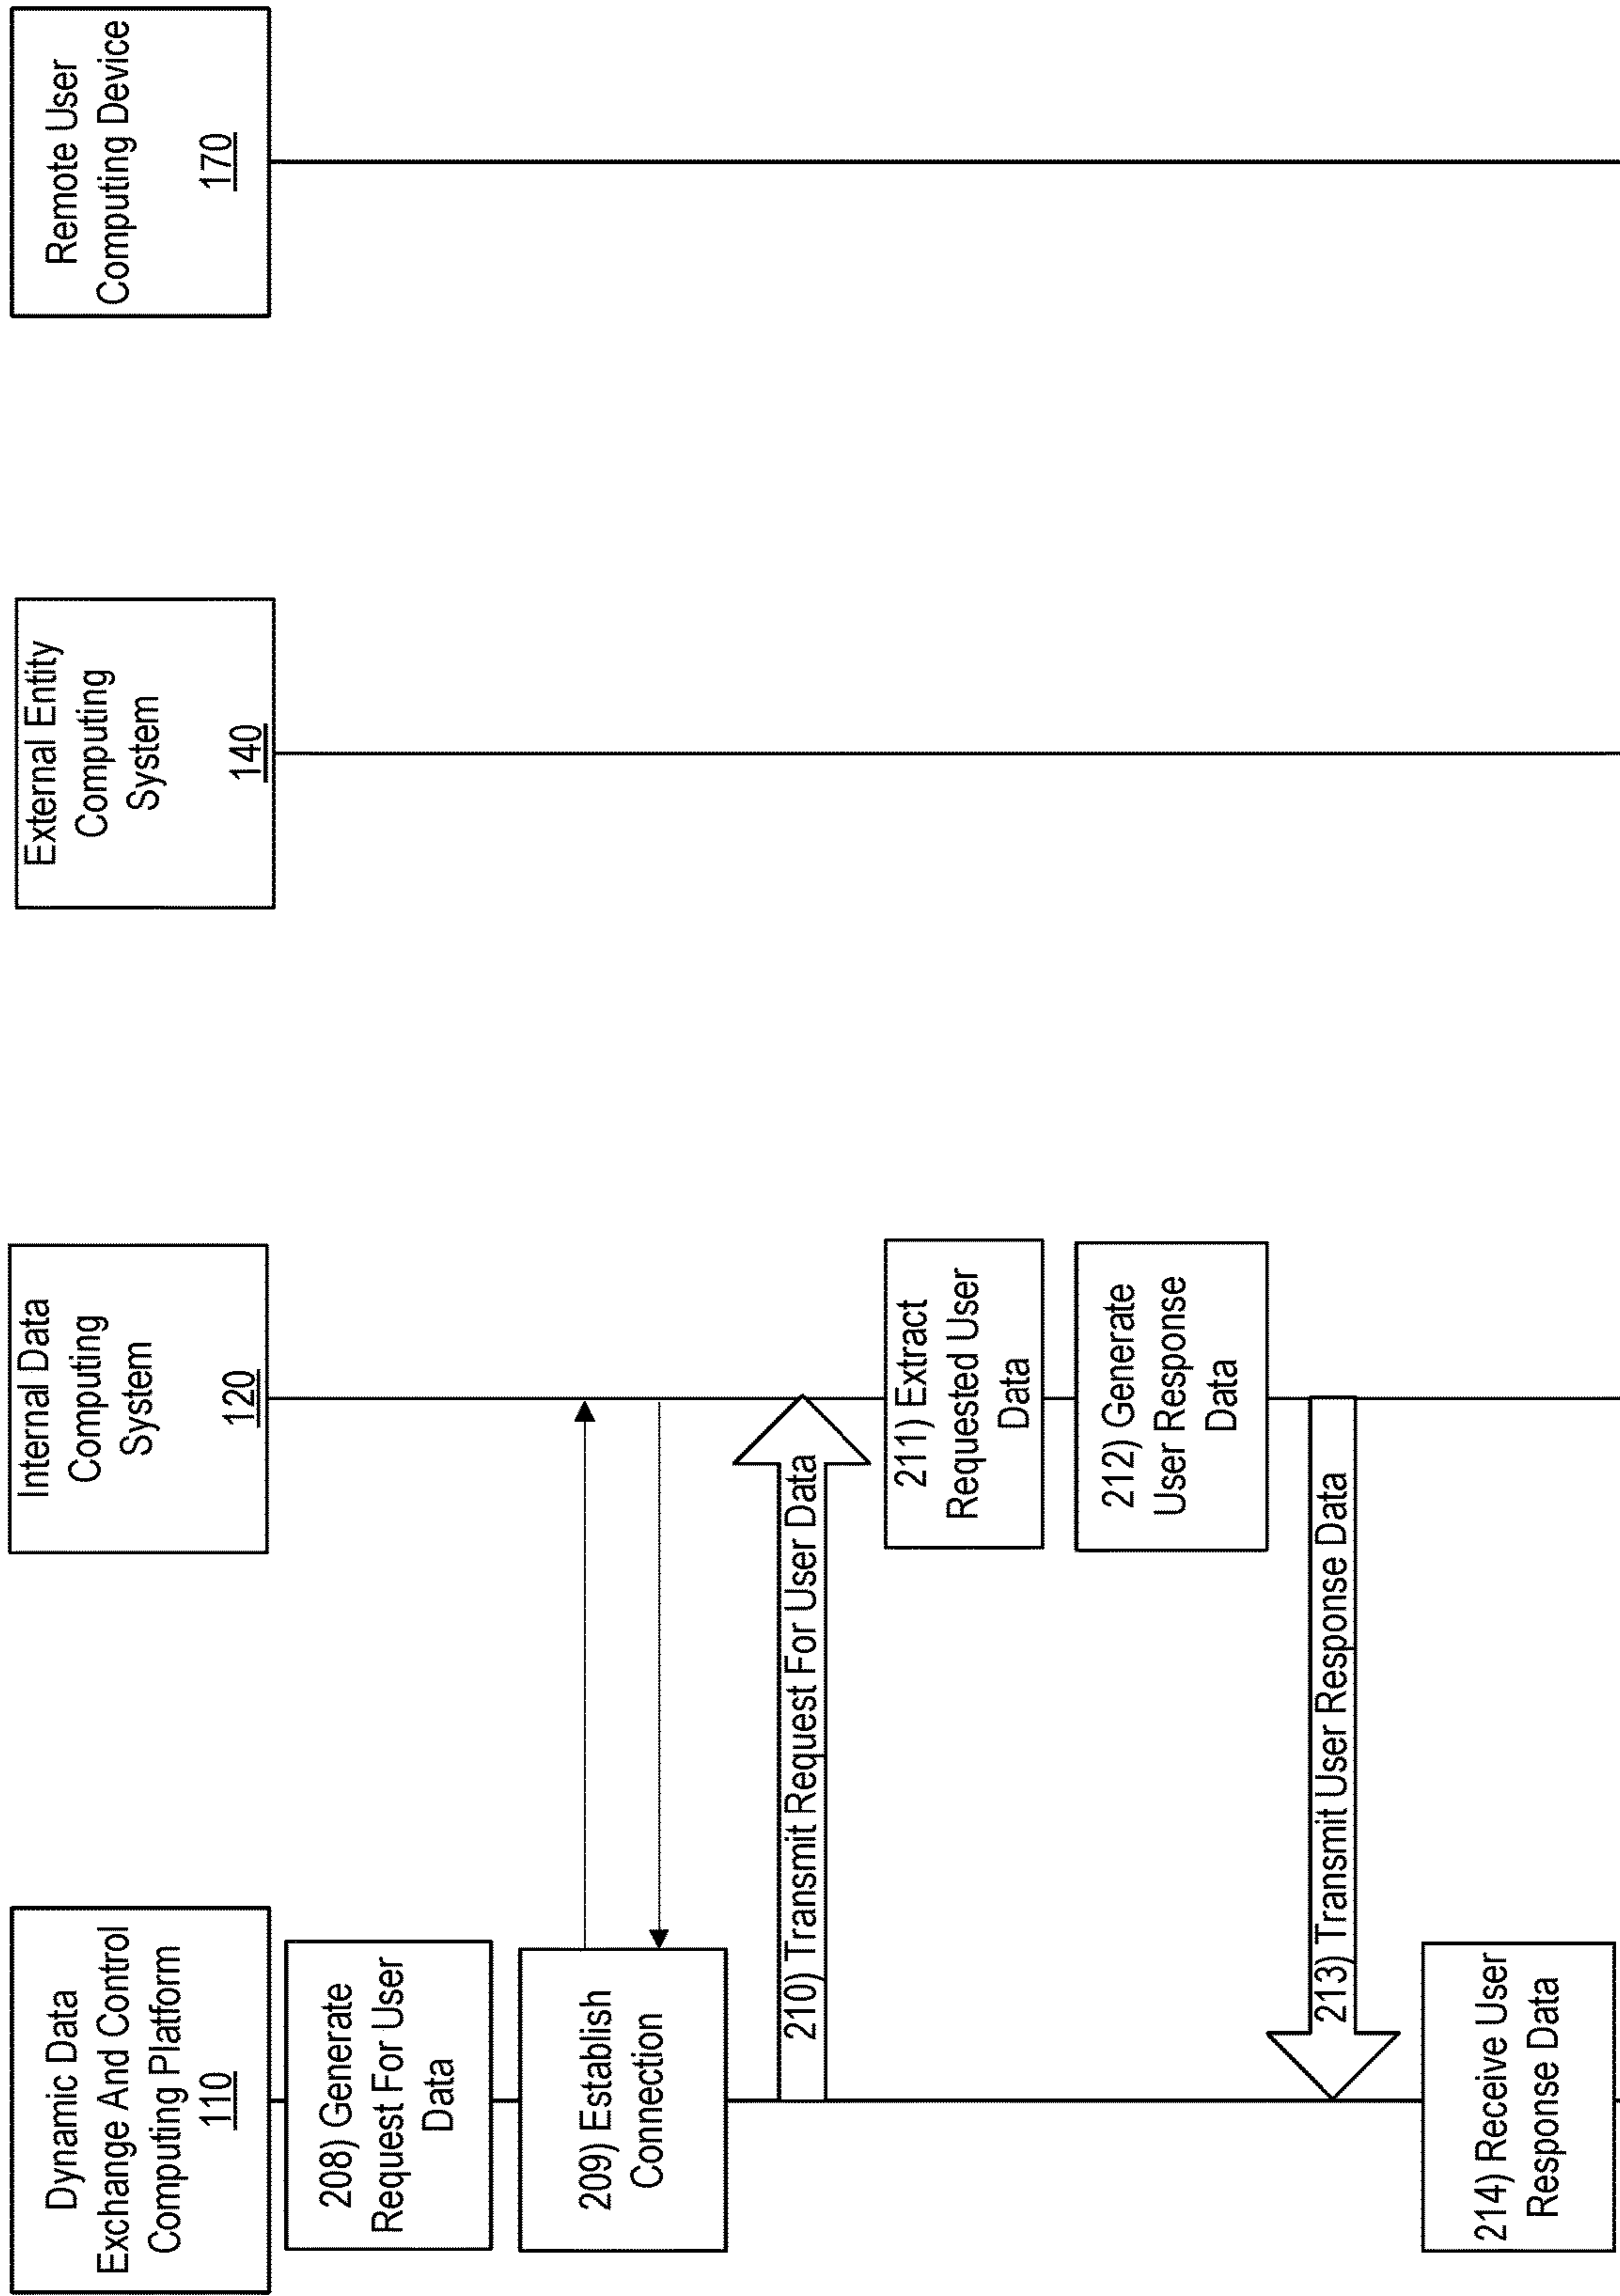 Dynamic Data
Exchange And Control
Computing Platform
110
Internal Data
Computing
System
120
External Entity
Computing
System
140
Remote User
Computing Device
170
208) Generate
Request For User
Data
209) Establish
Connection
210) Transmit Request For User Data
211) Extract
Requested User
Data
212) Generate
User Response
Data
213) Transmit User Response Data
214) Receive User
Response Data